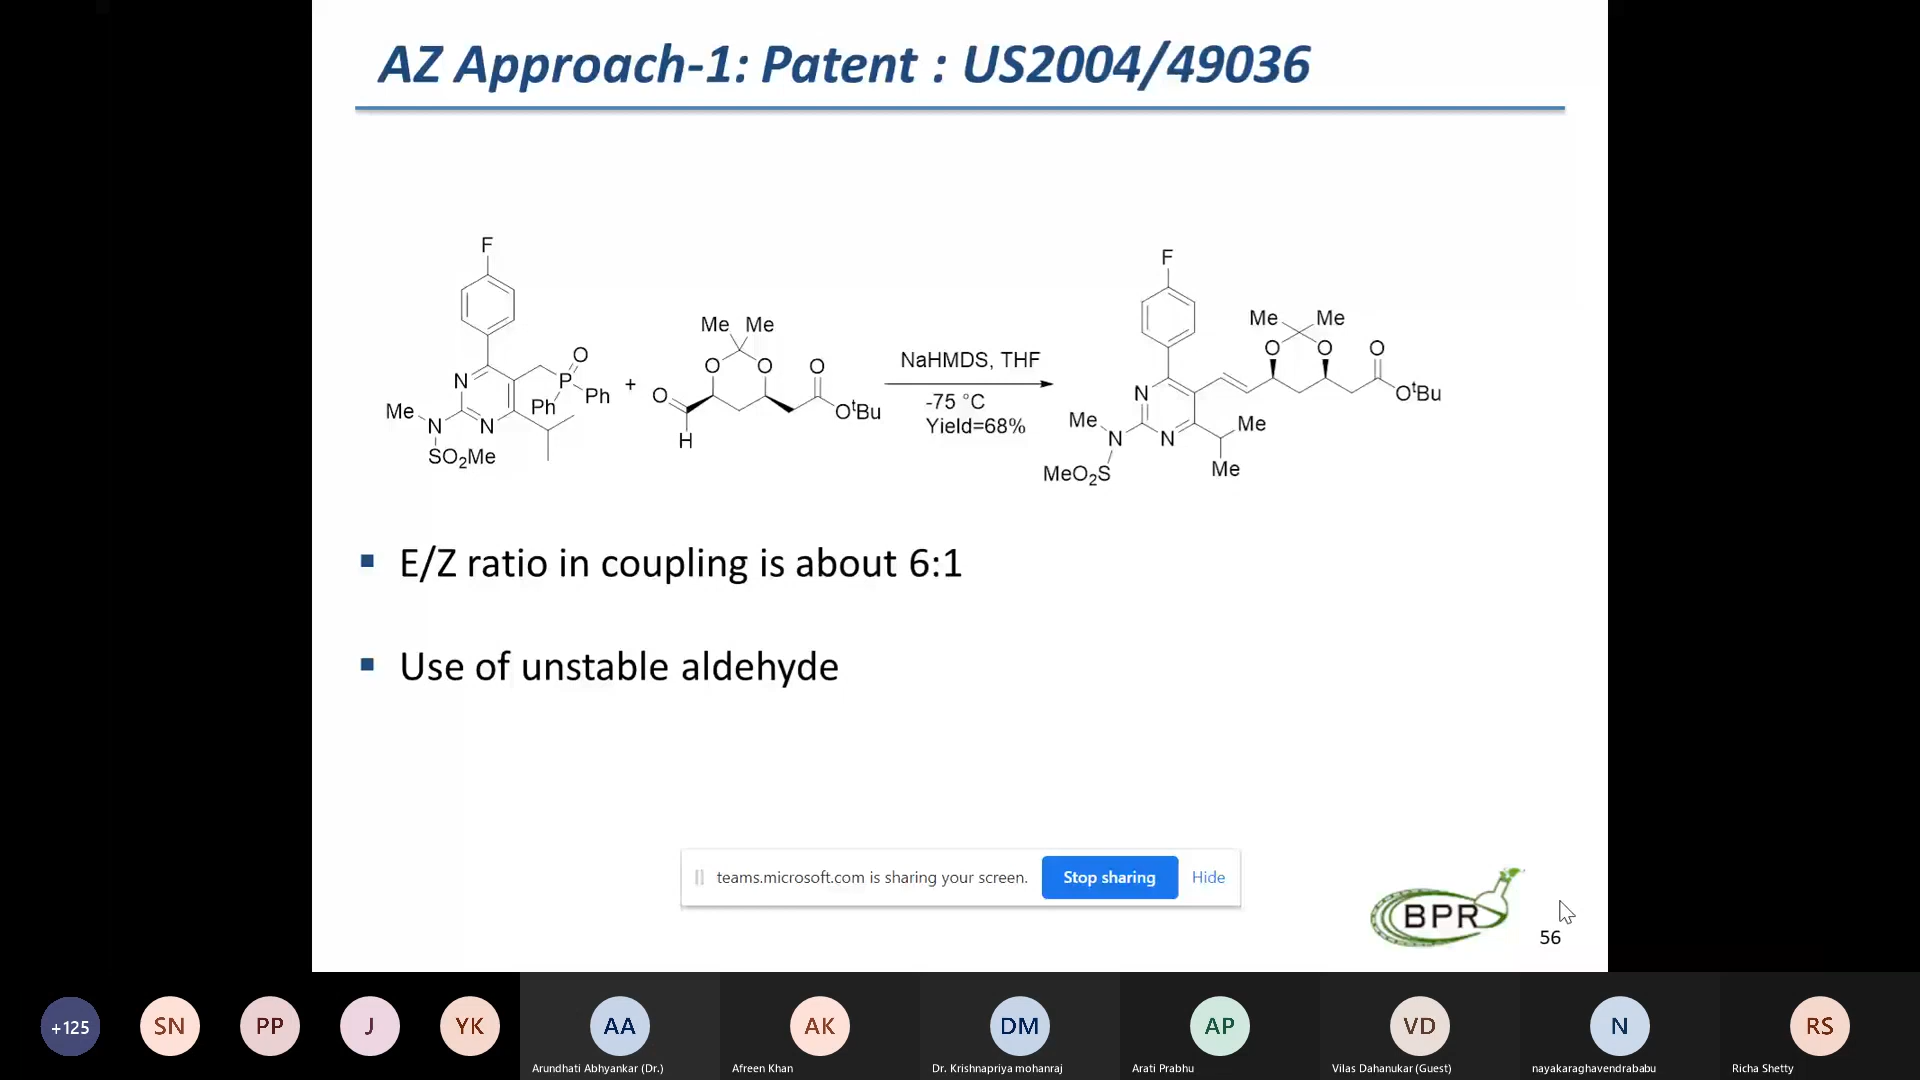 AZ Approach-1: Patent : US2004/49036
F
N
N
Me
N
SO2Me
P
O
Ph
Ph
+
Me Me
O O
O
H
O
OtBu
NaHMDS, THF
-75 °C
Yield=68%
F
N
N
Me
N
MeO2S
Me
Me
Me Me
O O
O
OtBu
▪ E/Z ratio in coupling is about 6:1
▪ Use of unstable aldehyde
teams.microsoft.com is sharing your screen. Stop sharing Hide
BPR
56
+125 SN PP J YK AA AK DM AP VD N RS
Arundhati Abhyankar (Dr.) Afreen Khan Dr. Krishnapriya mohanraj Arati Prabhu Vilas Dahanukar (Guest) nayakaraghavendrababu Richa Shetty